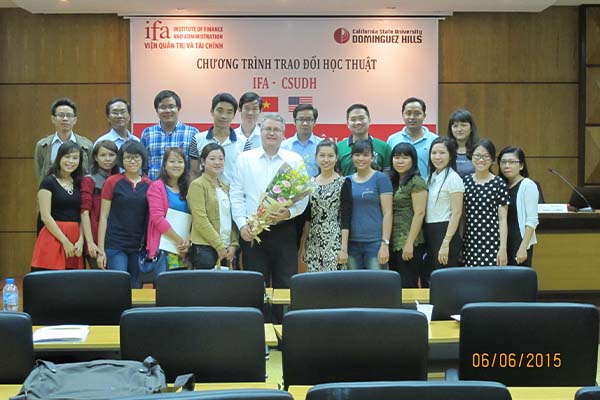 ifa
INSTITUTE OF FINANCE
AND ADMINISTRATION
VIỆN QUẢN TRỊ VÀ TÀI CHÍNH
California State University
DOMINGUEZ HILLS
CHƯƠNG TRÌNH TRAO ĐỔI HỌC THUẬT
IFA - CSUDH
06/06/2015